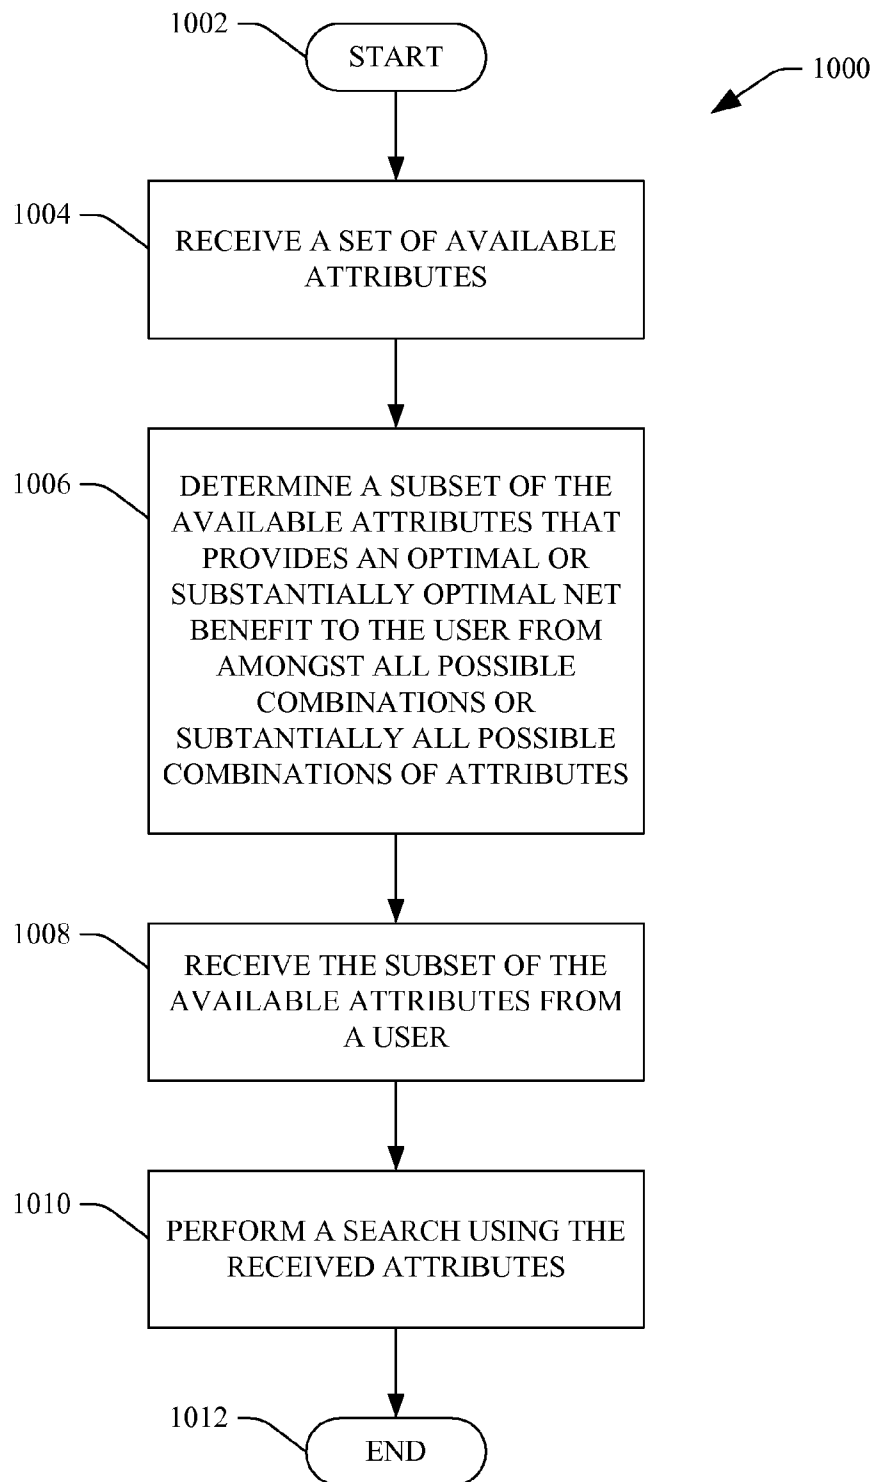 1002
START
1000
1004
RECEIVE A SET OF AVAILABLE
ATTRIBUTES
1006
DETERMINE A SUBSET OF THE
AVAILABLE ATTRIBUTES THAT
PROVIDES AN OPTIMAL OR
SUBSTANTIALLY OPTIMAL NET
BENEFIT TO THE USER FROM
AMONGST ALL POSSIBLE
COMBINATIONS OR
SUBTANTIALLY ALL POSSIBLE
COMBINATIONS OF ATTRIBUTES
1008
RECEIVE THE SUBSET OF THE
AVAILABLE ATTRIBUTES FROM
A USER
1010
PERFORM A SEARCH USING THE
RECEIVED ATTRIBUTES
1012
END